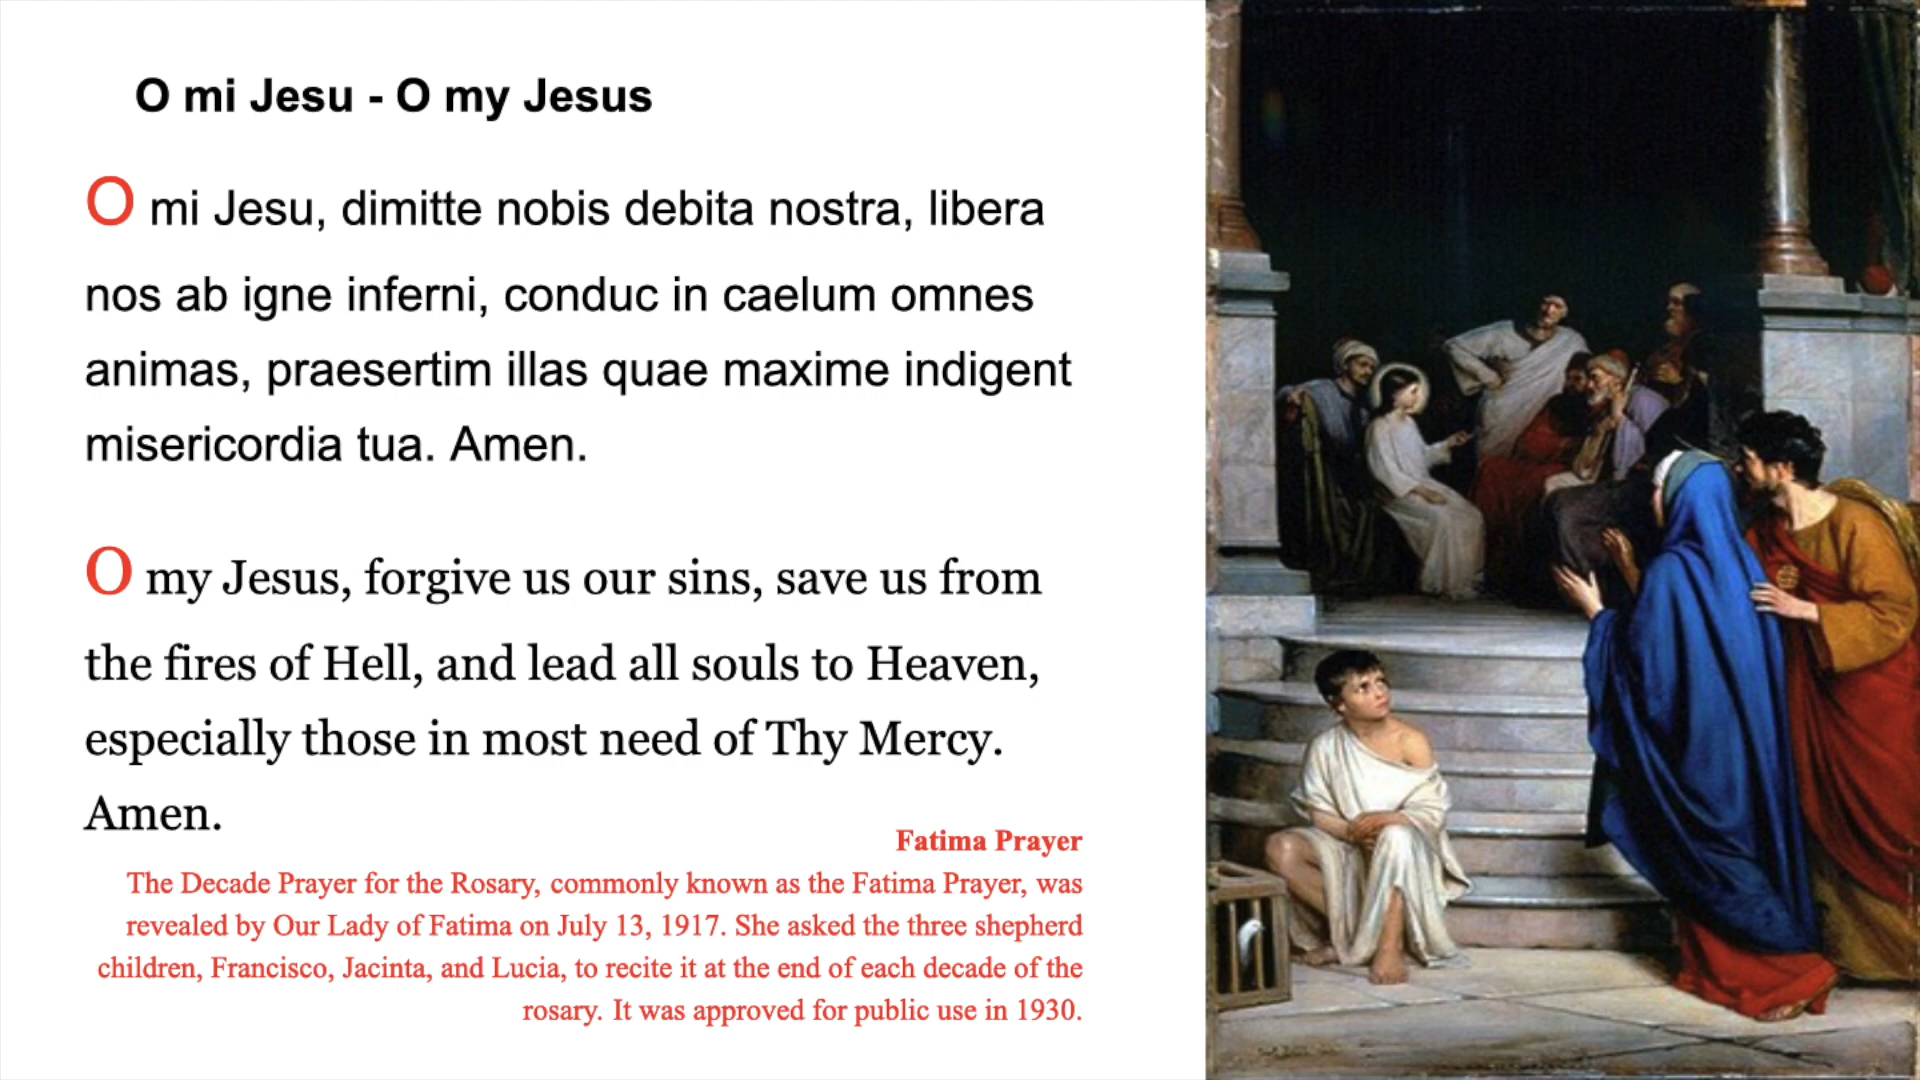 O mi Jesu - O my Jesus
O mi Jesu, dimitte nobis debita nostra, libera
nos ab igne inferni, conduc in caelum omnes
animas, praesertim illas quae maxime indigent
misericordia tua. Amen.
O my Jesus, forgive us our sins, save us from
the fires of Hell, and lead all souls to Heaven,
especially those in most need of Thy Mercy.
Amen.
Fatima Prayer
The Decade Prayer for the Rosary, commonly known as the Fatima Prayer, was
revealed by Our Lady of Fatima on July 13, 1917. She asked the three shepherd
children, Francisco, Jacinta, and Lucia, to recite it at the end of each decade of the
rosary. It was approved for public use in 1930.